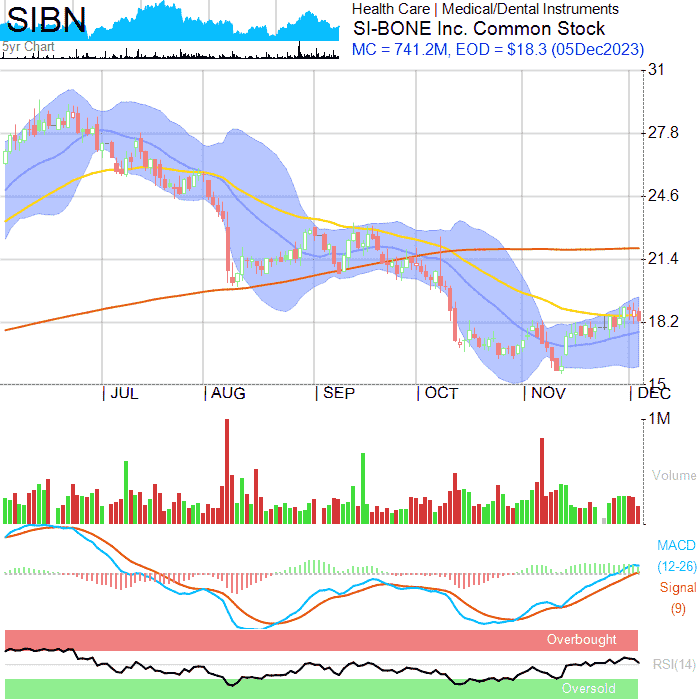 SIBN
5yr Chart
Health Care | Medical/Dental Instruments
SI-BONE Inc. Common Stock
MC = 741.2M, EOD = $18.3 (05Dec2023)
31
27.8
24.6
21.4
18.2
15
JUL AUG SEP OCT NOV DEC
1M
Volume
MACD
(12-26)
Signal
(9)
Overbought
RSI(14)
Oversold